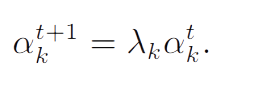 α_k^{t+1} = λ_k α_k^t.